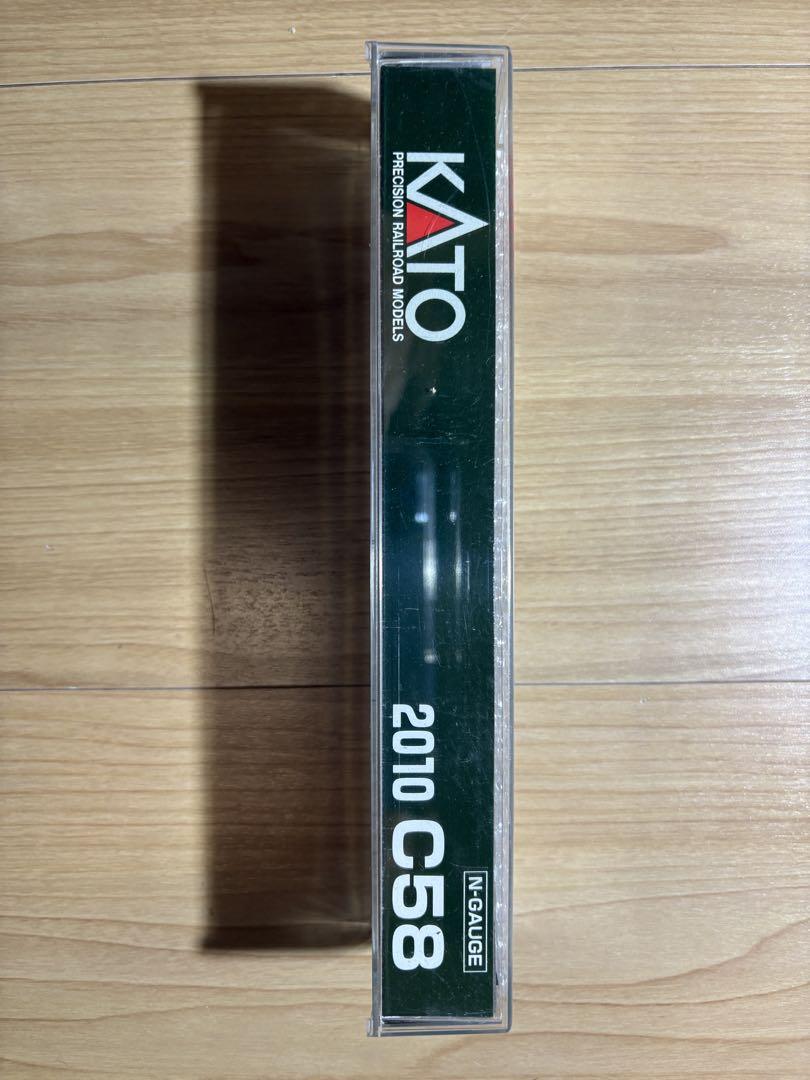 KATO
PRECISION RAILROAD MODELS
2010 C58
N-GAUGE